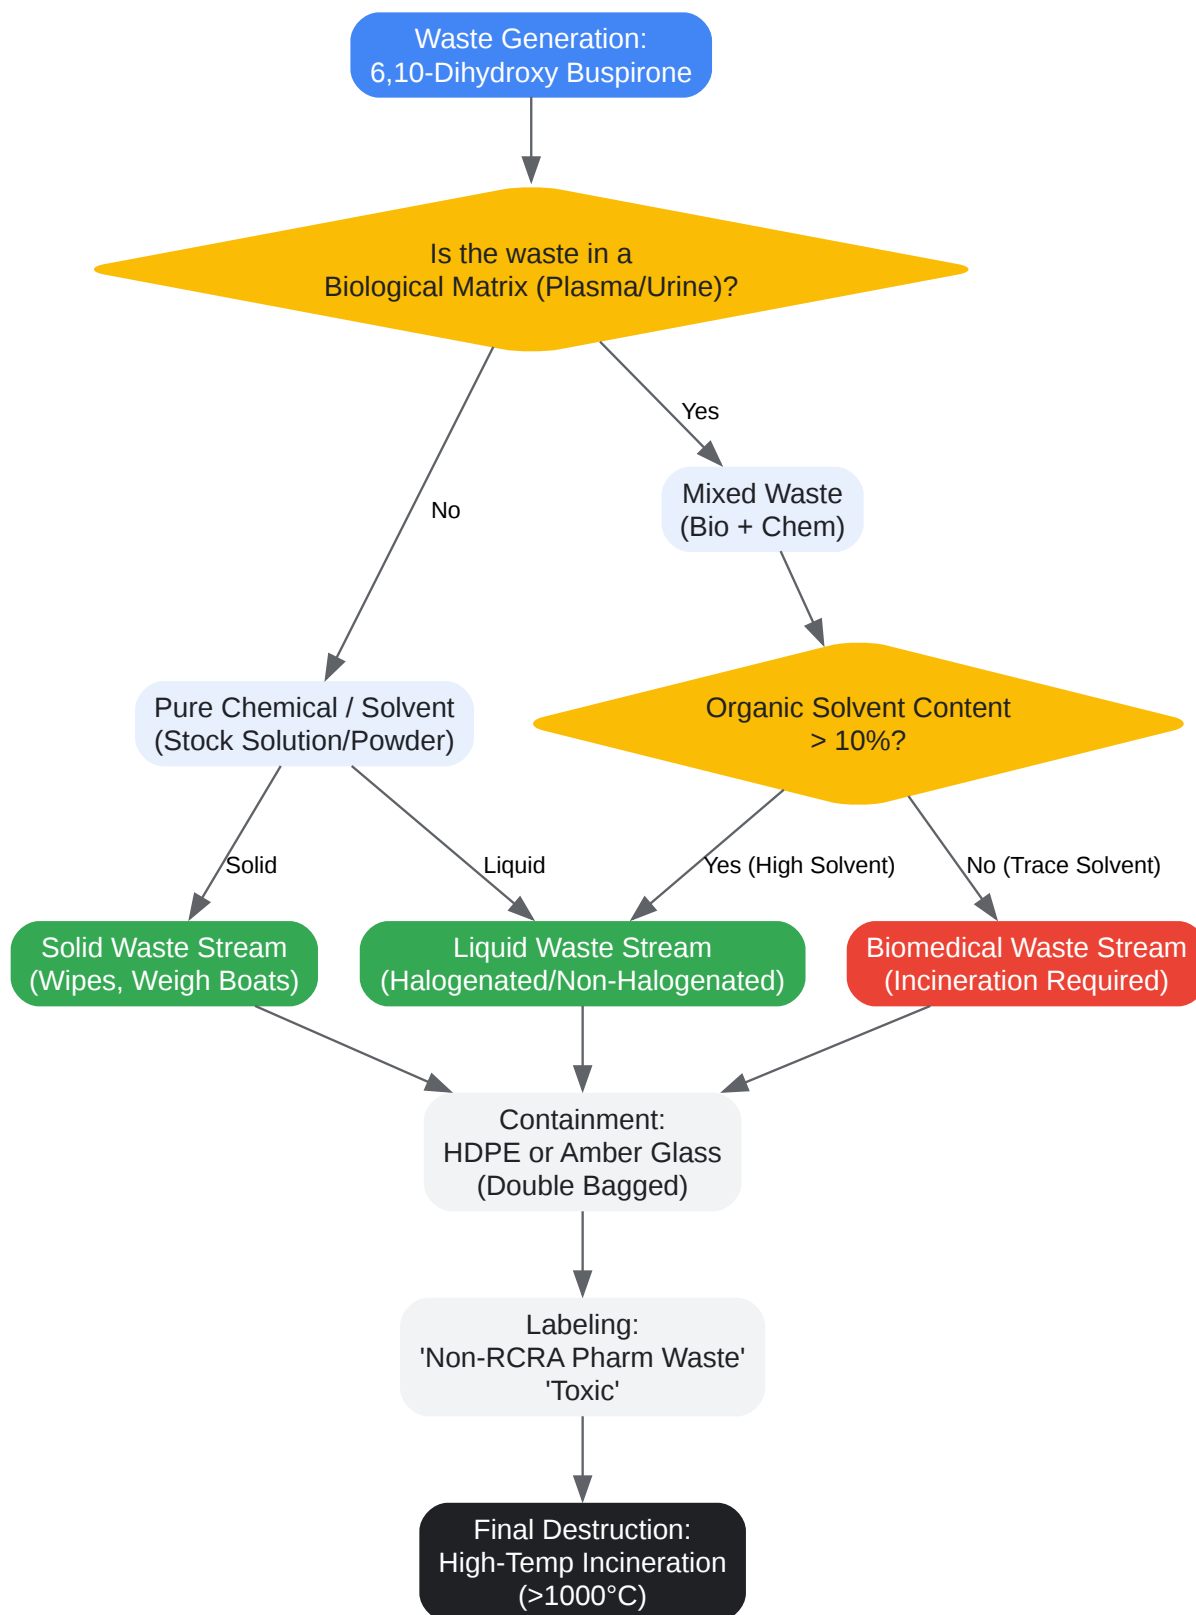 Waste Generation:
6,10-Dihydroxy Buspirone
Is the waste in a
Biological Matrix (Plasma/Urine)?
Yes
No
Mixed Waste
(Bio + Chem)
Pure Chemical / Solvent
(Stock Solution/Powder)
Organic Solvent Content
> 10%?
Solid
Liquid
Yes (High Solvent)
No (Trace Solvent)
Solid Waste Stream
(Wipes, Weigh Boats)
Liquid Waste Stream
(Halogenated/Non-Halogenated)
Biomedical Waste Stream
(Incineration Required)
Containment:
HDPE or Amber Glass
(Double Bagged)
Labeling:
'Non-RCRA Pharm Waste'
'Toxic'
Final Destruction:
High-Temp Incineration
(>1000°C)